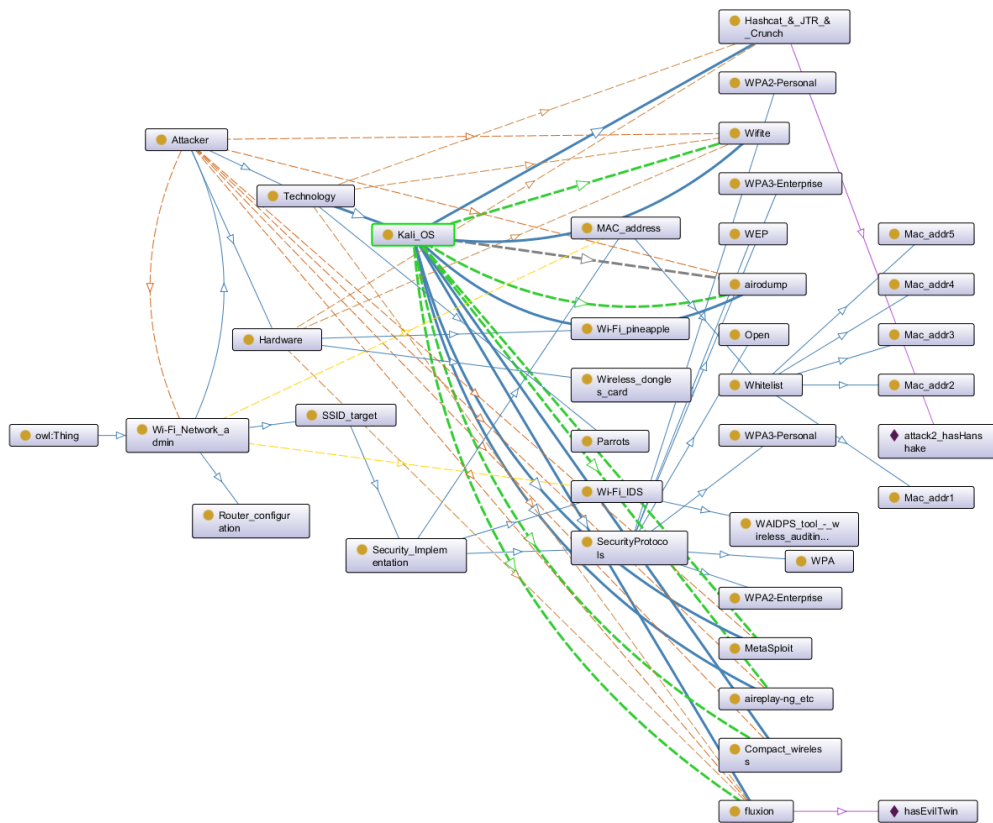 Hashcat_&_JTR_&
_Crunch
WPA2-Personal
Attacker
Wifite
Technology
WPA3-Enterprise
Kali_OS
MAC_address
WEP
Mac_addr5
airodump
Mac_addr4
Hardware
Wi-Fi_pineapple
Open
Mac_addr3
Wireless_dongle
s_card
Whitelist
Mac_addr2
SSID_target
owl:Thing
Wi-Fi_Network_a
dmin
Parrots
WPA3-Personal
attack2_hasHans
hake
Wi-Fi_IDS
Mac_addr1
Router_configur
ation
WAIDPS_tool_-_w
ireless_auditin...
Security_Implem
entation
SecurityProtoco
ls
WPA
WPA2-Enterprise
MetaSploit
aireplay-ng_etc
Compact_wireles
s
fluxion
hasEvilTwin